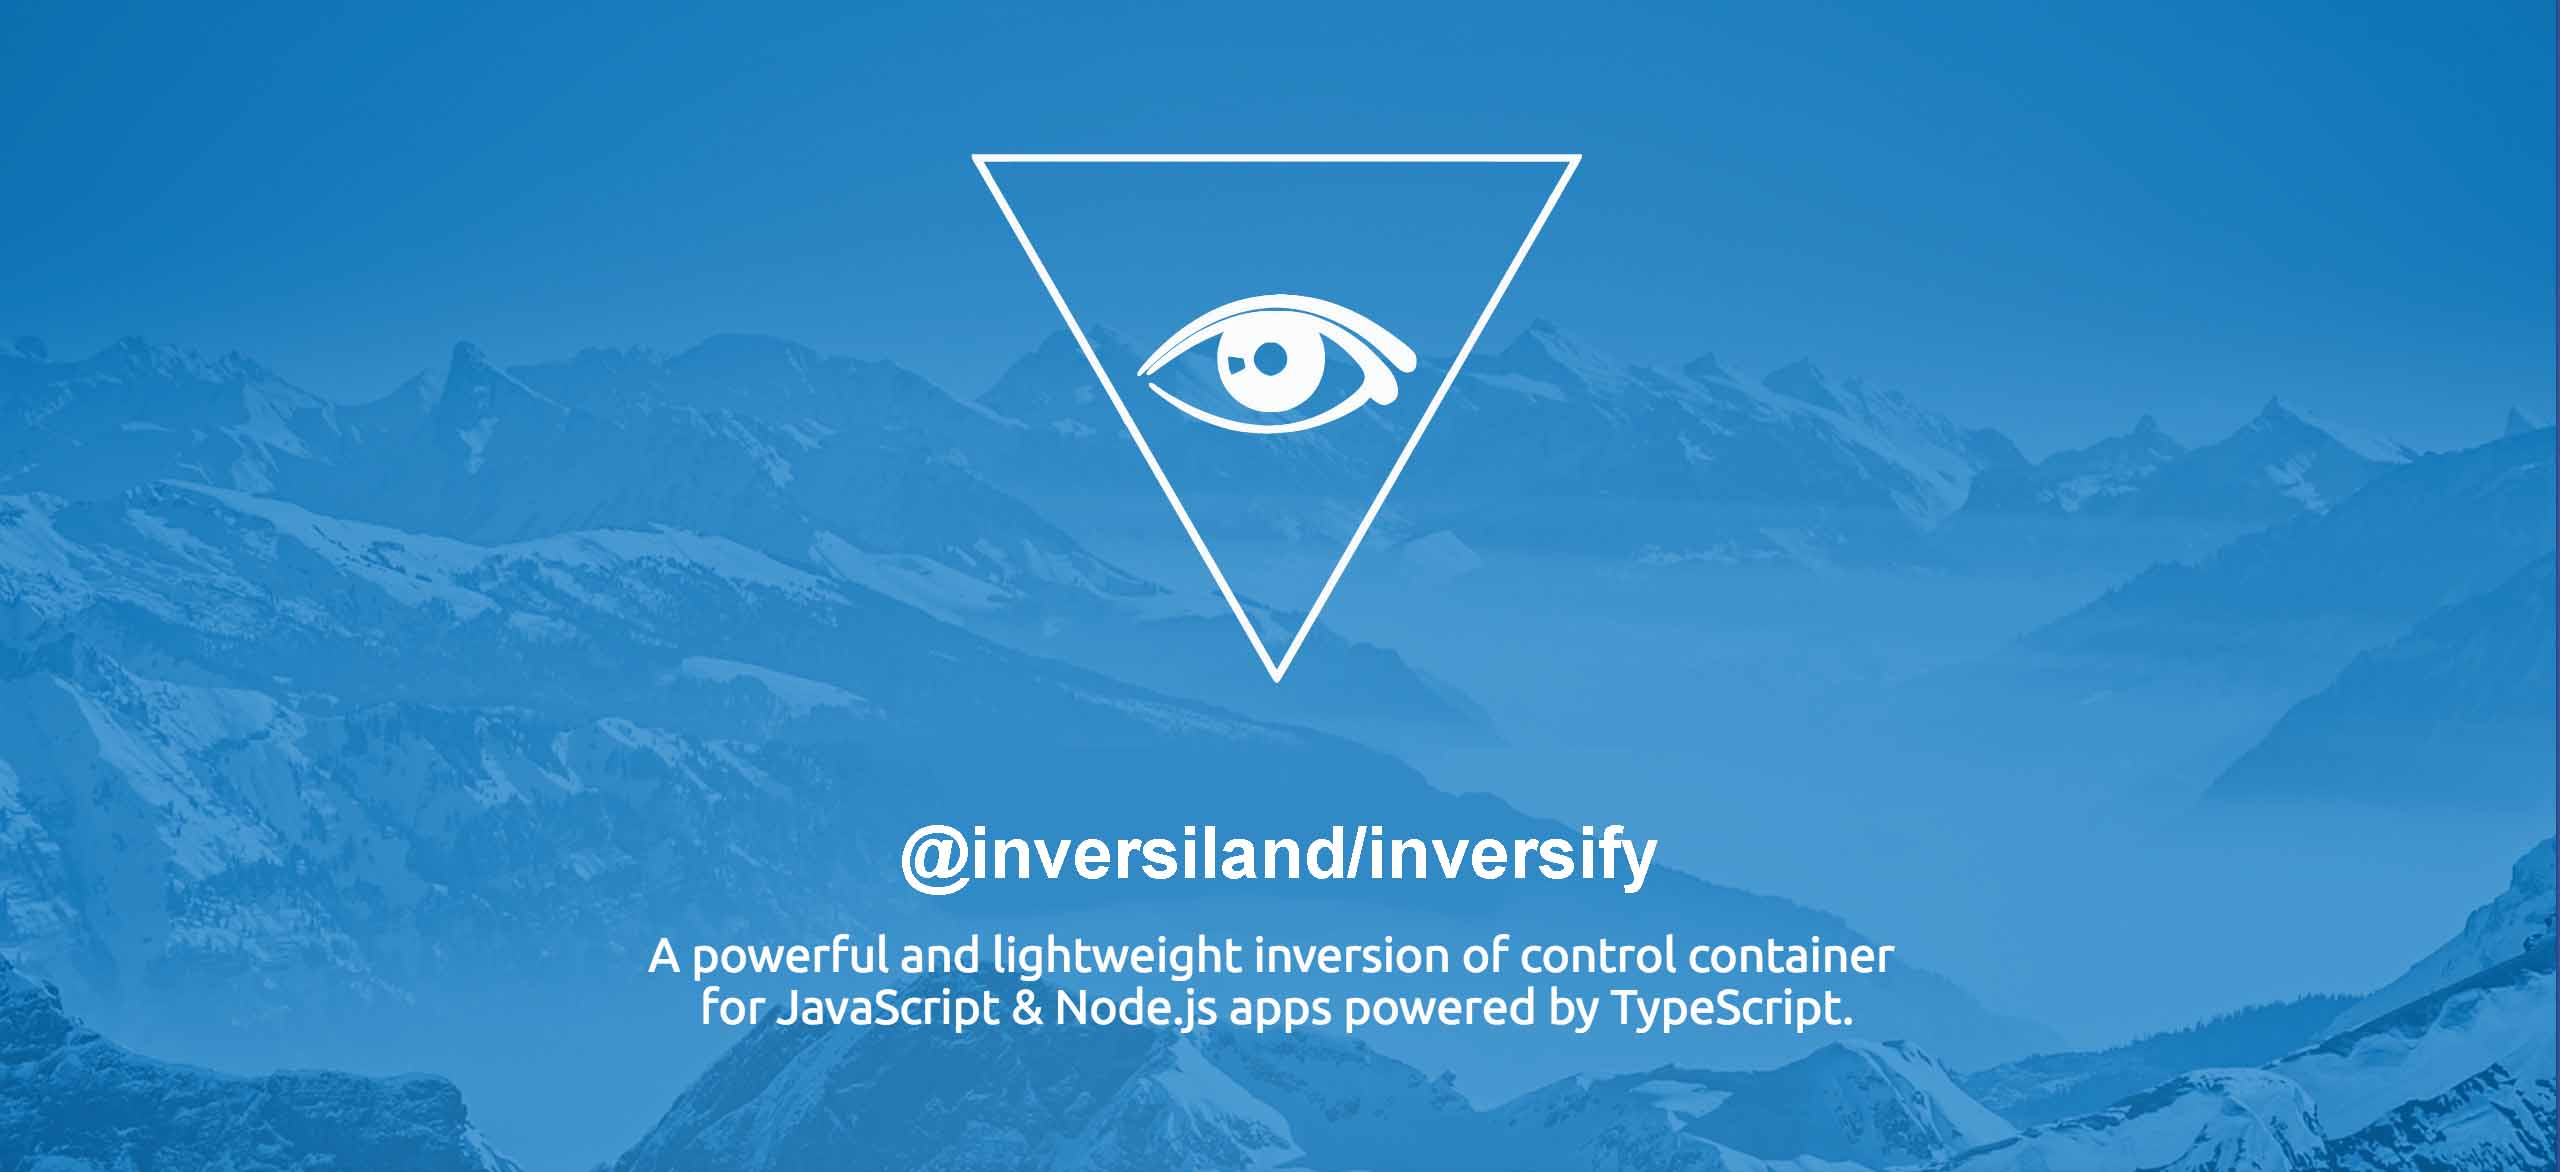 @inversiland/inversify
A powerful and lightweight inversion of control container
for JavaScript & Node.js apps powered by TypeScript.